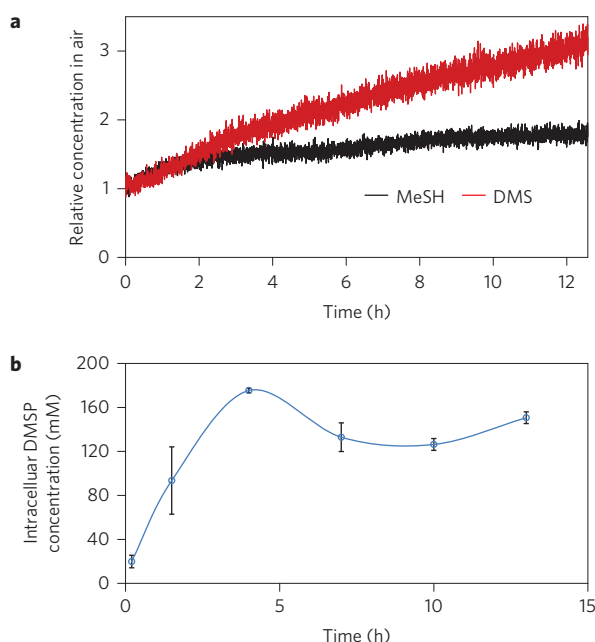 a
Relative concentration in air
3
2
1
0
MeSH
DMS
0 2 4 6 8 10 12
Time (h)
b
Intracelluar DMSP
concentration (mM)
200
160
120
80
40
0
0 5 10 15
Time (h)